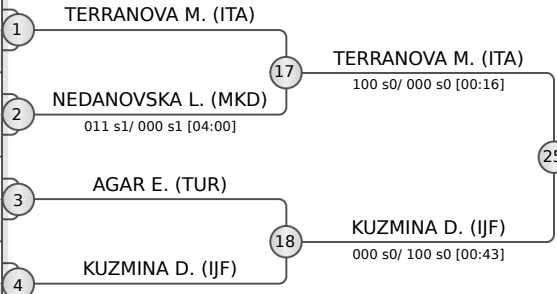 1
TERRANOVA M. (ITA)
17
TERRANOVA M. (ITA)
100 s0/ 000 s0 [00:16]
2
NEDANOVSKA L. (MKD)
011 s1/ 000 s1 [04:00]
25
3
AGAR E. (TUR)
18
KUZMINA D. (IJF)
000 s0/ 100 s0 [00:43]
4
KUZMINA D. (IJF)